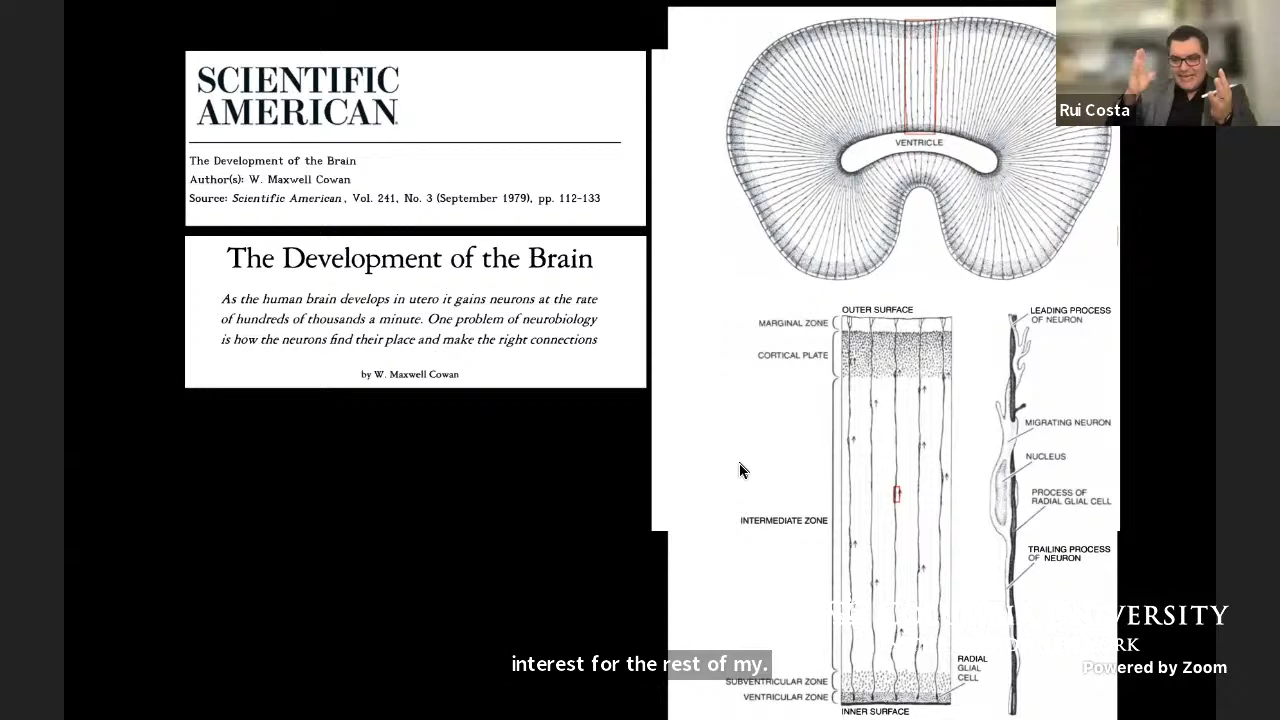 SCIENTIFIC
AMERICAN
The Development of the Brain
Author(s): W. Maxwell Cowan
Source: Scientific American, Vol. 241, No. 3 (September 1979), pp. 112-133
The Development of the Brain
As the human brain develops in utero it gains neurons at the rate
of hundreds of thousands a minute. One problem of neurobiology
is how the neurons find their place and make the right connections
by W. Maxwell Cowan
VENTRICLE
Rui Costa
OUTER SURFACE
MARGINAL ZONE
CORTICAL PLATE
INTERMEDIATE ZONE
SUBVENTRICULAR ZONE
VENTRICULAR ZONE
INNER SURFACE
RADIAL
GLIAL
CELL
LEADING PROCESS
OF NEURON
MIGRATING NEURON
NUCLEUS
PROCESS OF
RADIAL GLIAL CELL
TRAILING PROCESS
OF NEURON
interest for the rest of my.
Powered by Zoom